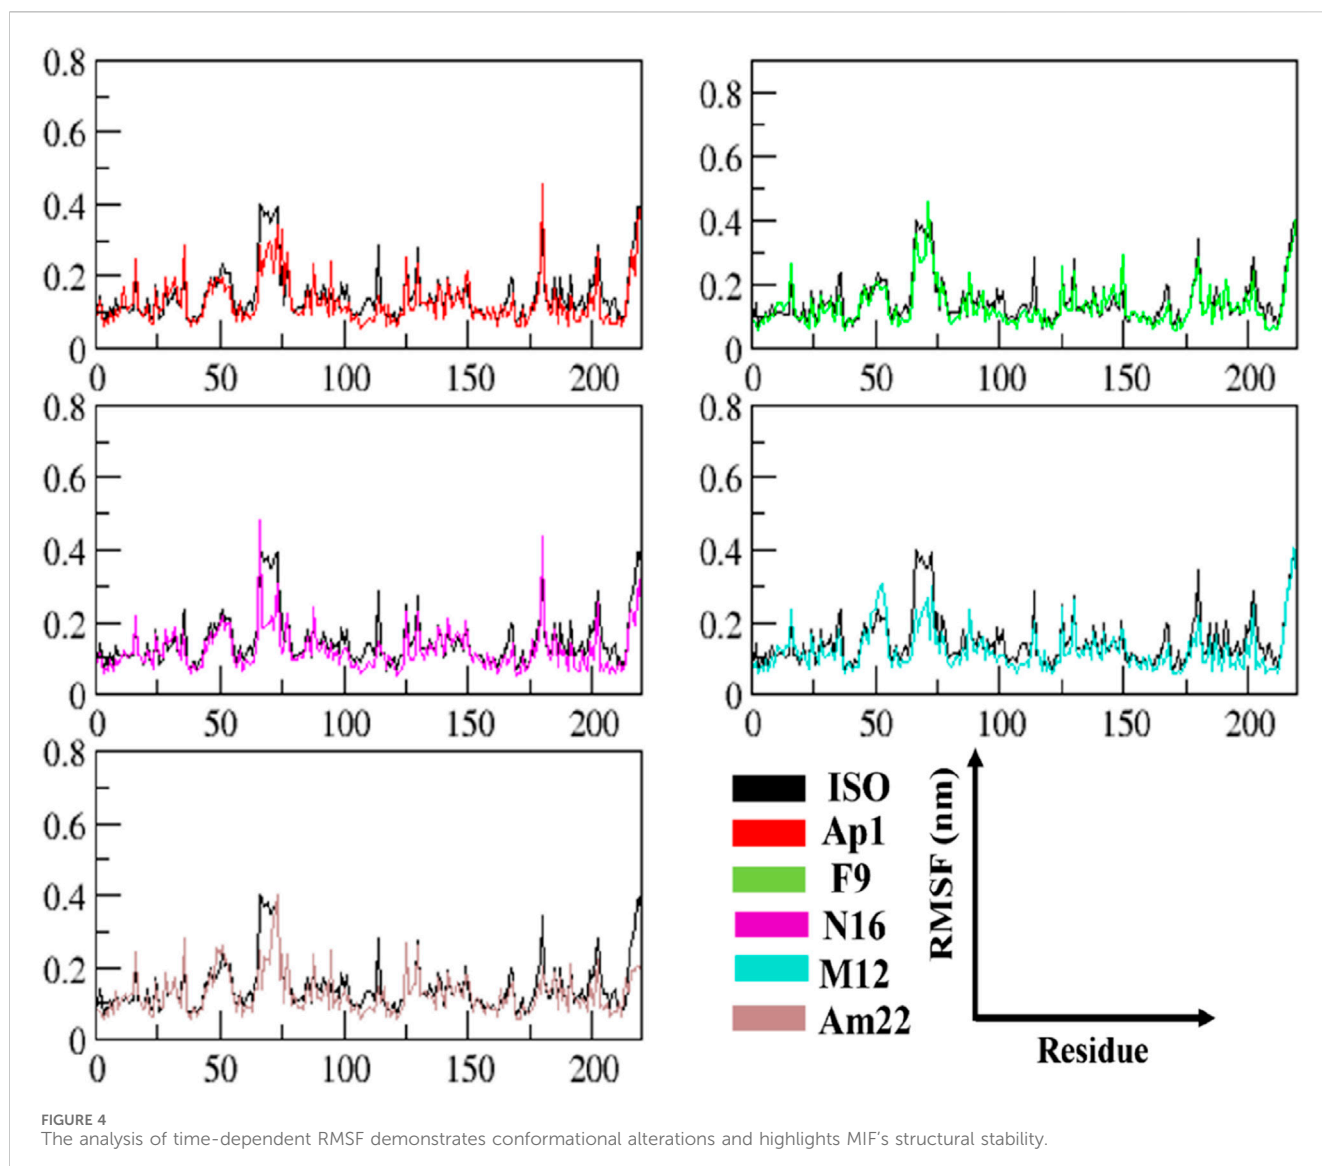 0.8
0.6
0.4
0.2
0
0 50 100 150 200
0.8
0.6
0.4
0.2
0
0 50 100 150 200
0.8
0.6
0.4
0.2
0
0 50 100 150 200
0.8
0.6
0.4
0.2
0
0 50 100 150 200
0.8
0.6
0.4
0.2
0
0 50 100 150 200
ISO
Ap1
F9
N16
M12
Am22
RMSF (nm)
Residue
FIGURE 4
The analysis of time-dependent RMSF demonstrates conformational alterations and highlights MIF's structural stability.